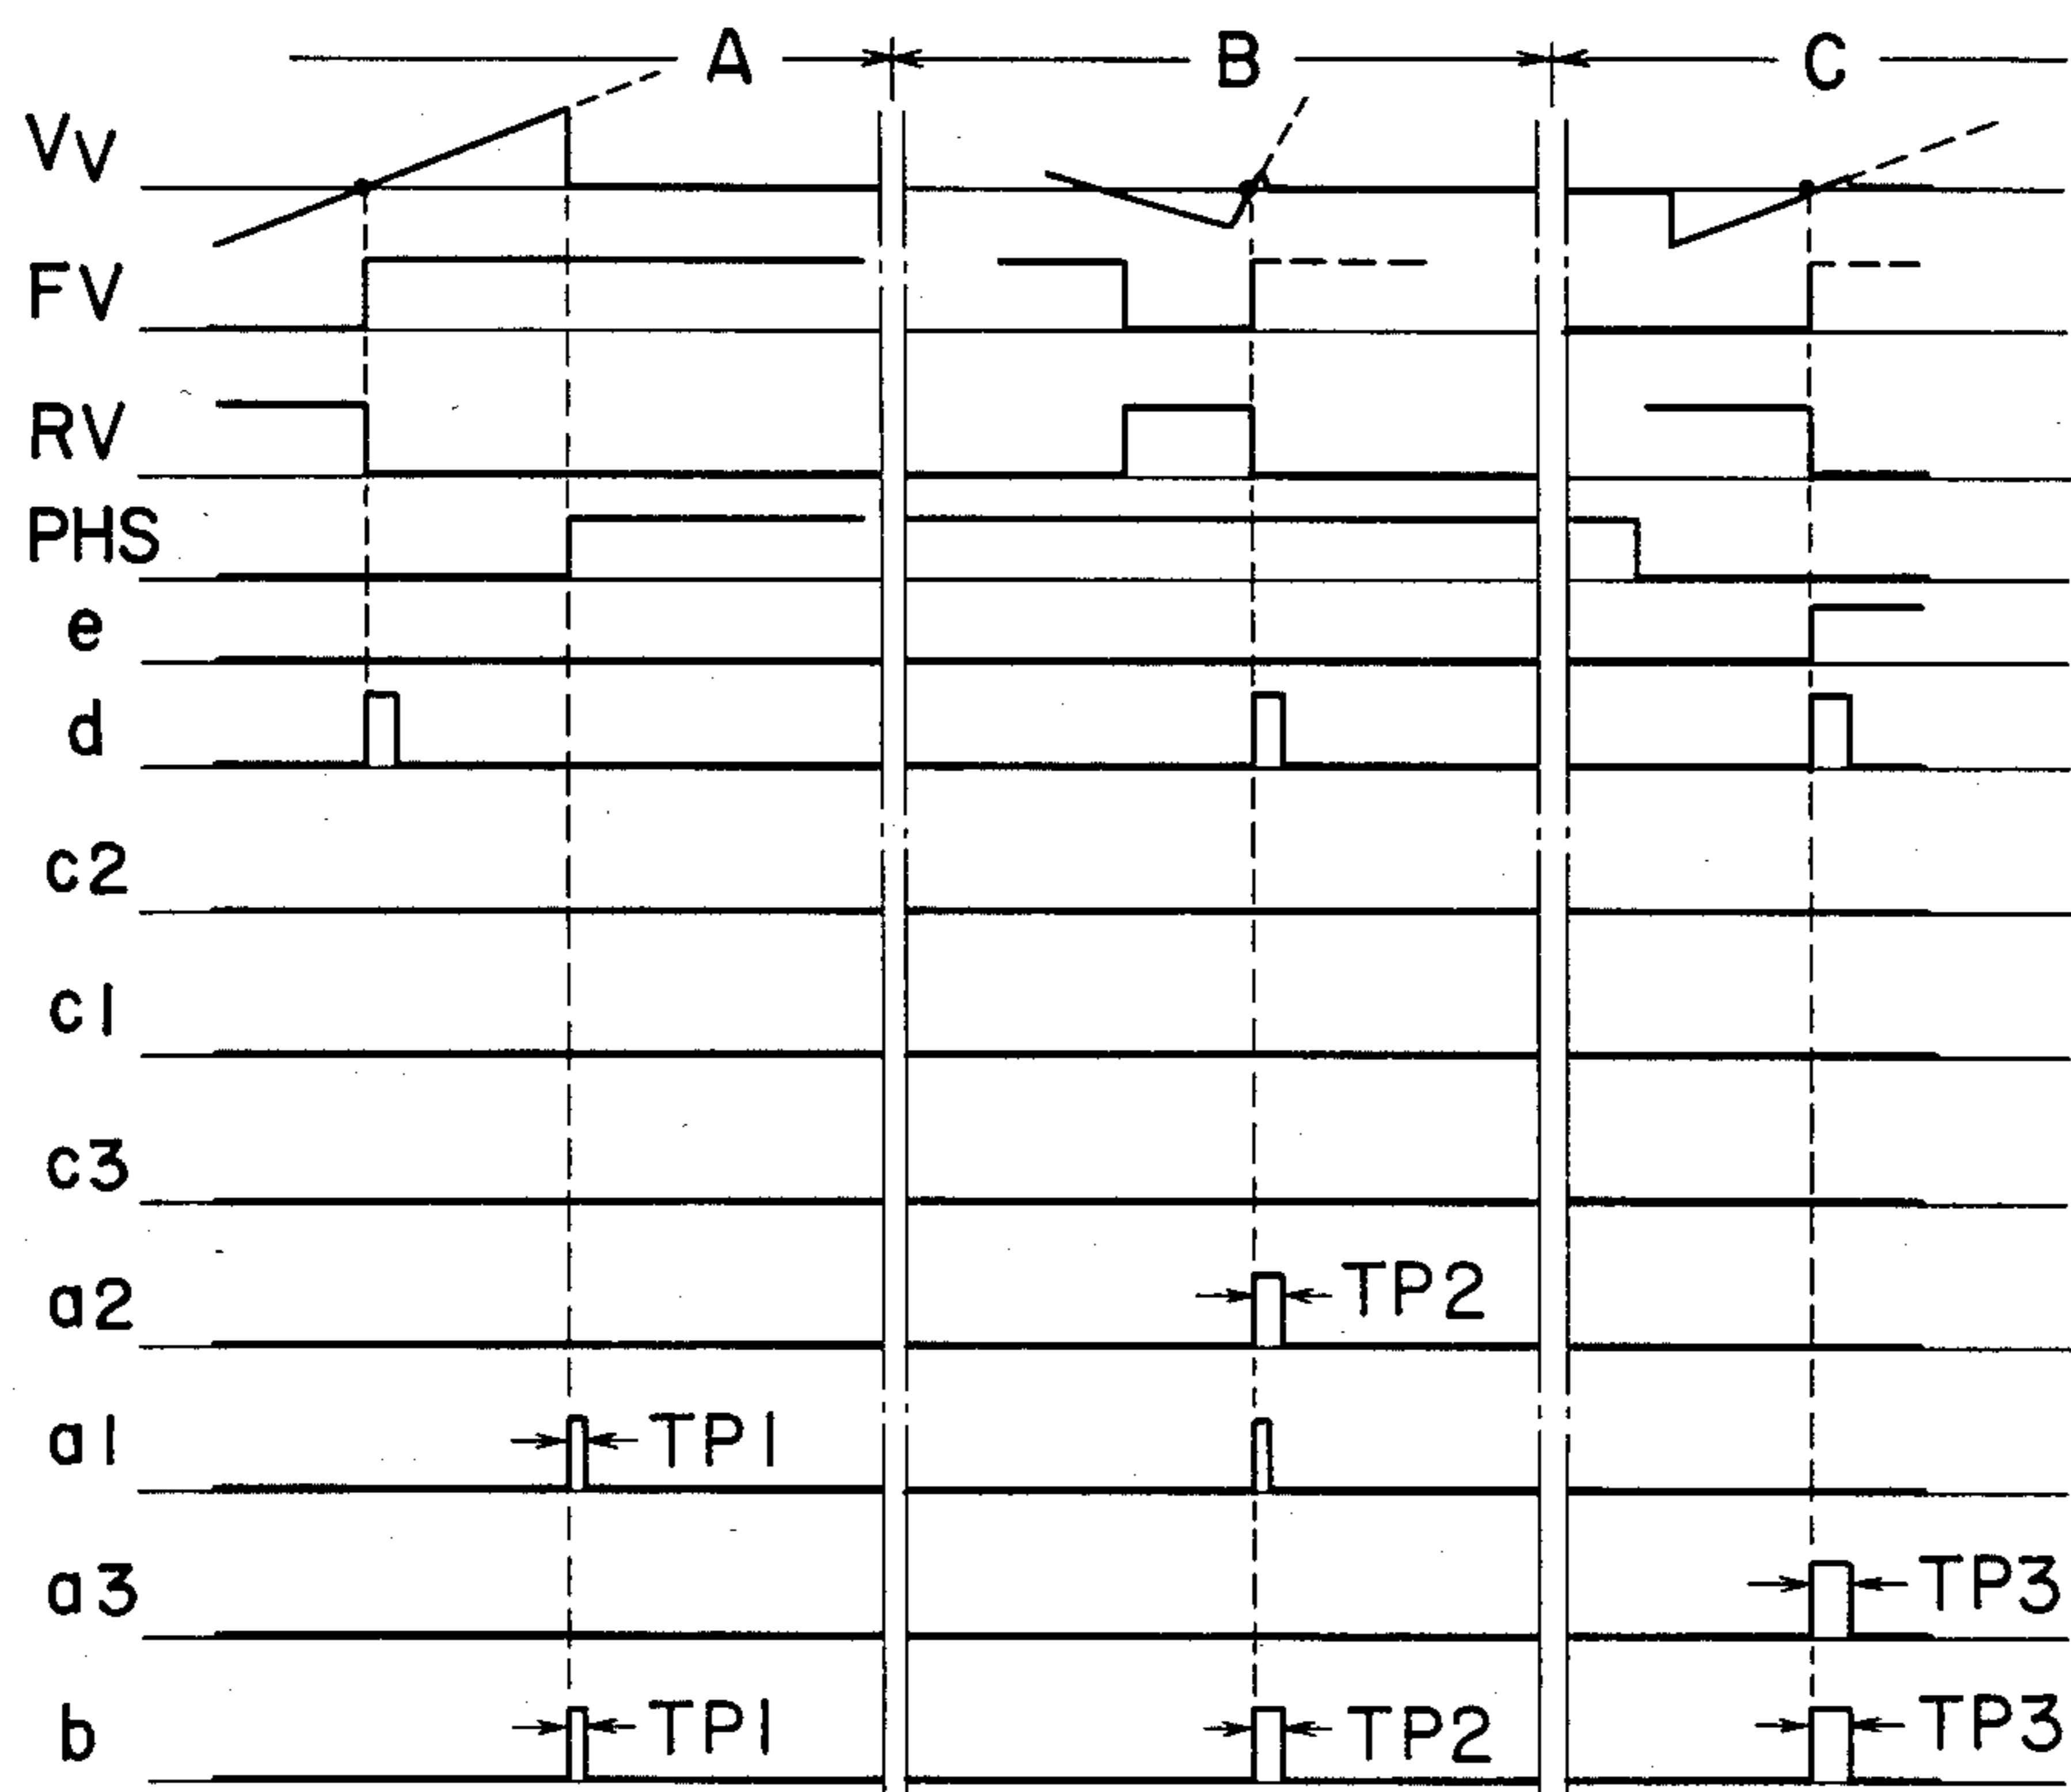 A B C
VV
FV
RV
PHS
e
d
c2
c1
c3
a2 TP2
a1 TP1
a3 TP3
b TP1 TP2 TP3